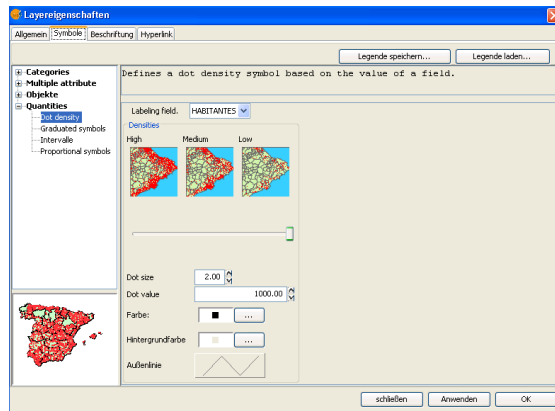 Layereigenschaften
Allgemein Symbole Beschriftung Hyperlink
Legende speichern... Legende laden...
Categories
Multiple attribute
Objekte
Quantities
Dot density
Graduated symbols
Intervalle
Proportional symbols
Defines a dot density symbol based on the value of a field.
Labeling field. HABITANTES
Densities
High Medium Low
Dot size 2.00
Dot value 1000.00
Farbe: ...
Hintergrundfarbe ...
Außenlinie
schließen Anwenden OK